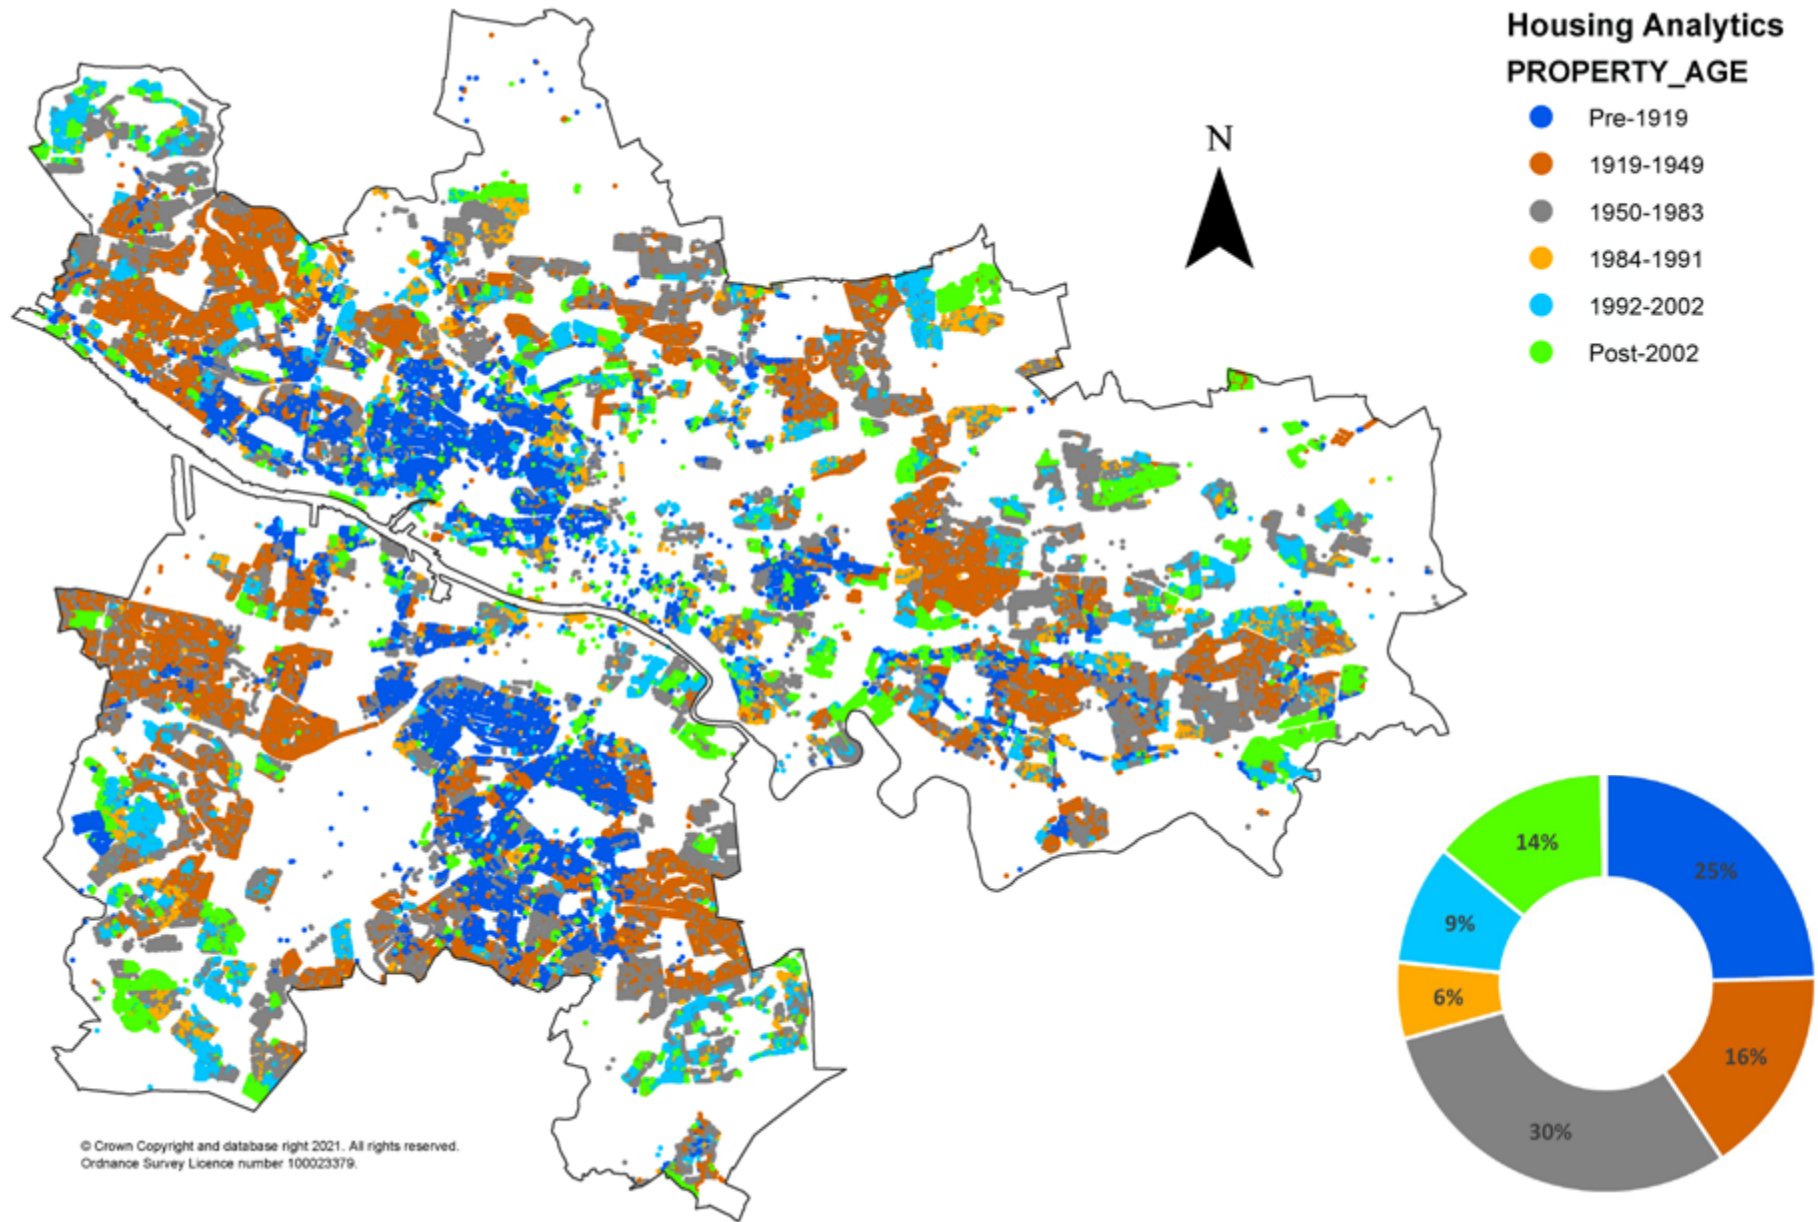 Housing Analytics
PROPERTY_AGE
Pre-1919
1919-1949
1950-1983
1984-1991
1992-2002
Post-2002
N
14%
25%
9%
6%
16%
30%
© Crown Copyright and database right 2021. All rights reserved.
Ordnance Survey Licence number 100023379.